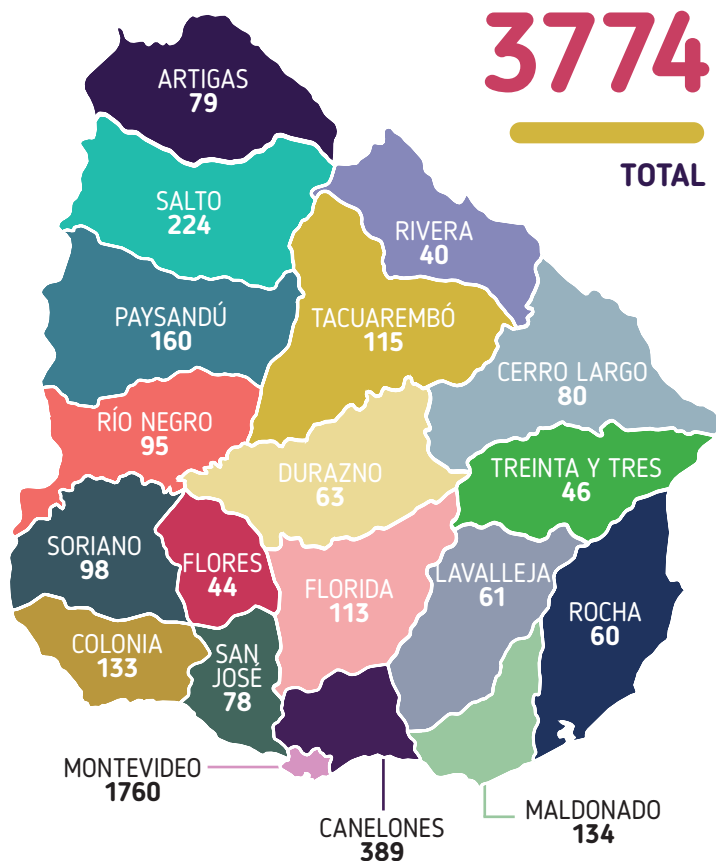 3774
TOTAL
ARTIGAS
79
SALTO
224
RIVERA
40
PAYSANDÚ
160
TACUAREMBÓ
115
CERRO LARGO
80
RÍO NEGRO
95
DURAZNO
63
TREINTA Y TRES
46
SORIANO
98
FLORES
44
FLORIDA
113
LAVALLEJA
61
ROCHA
60
COLONIA
133
SAN
JOSÉ
78
MONTEVIDEO
1760
CANELONES
389
MALDONADO
134